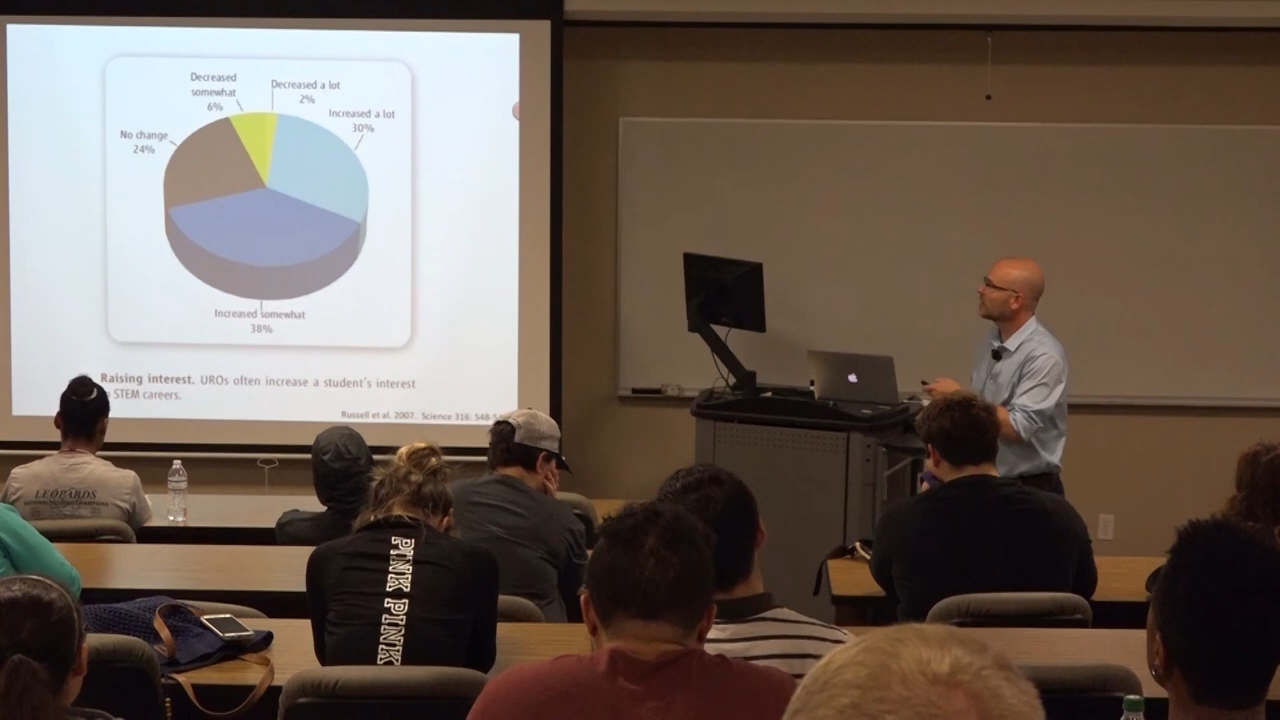 Decreased
somewhat
6%
Decreased a lot
2%
Increased a lot
30%
No change
24%
Increased somewhat
38%
Raising interest. UROs often increase a student's interest
STEM careers.
Russell et al. 2007. Science 316: 548-5
LEOPARDS
PINK PINK